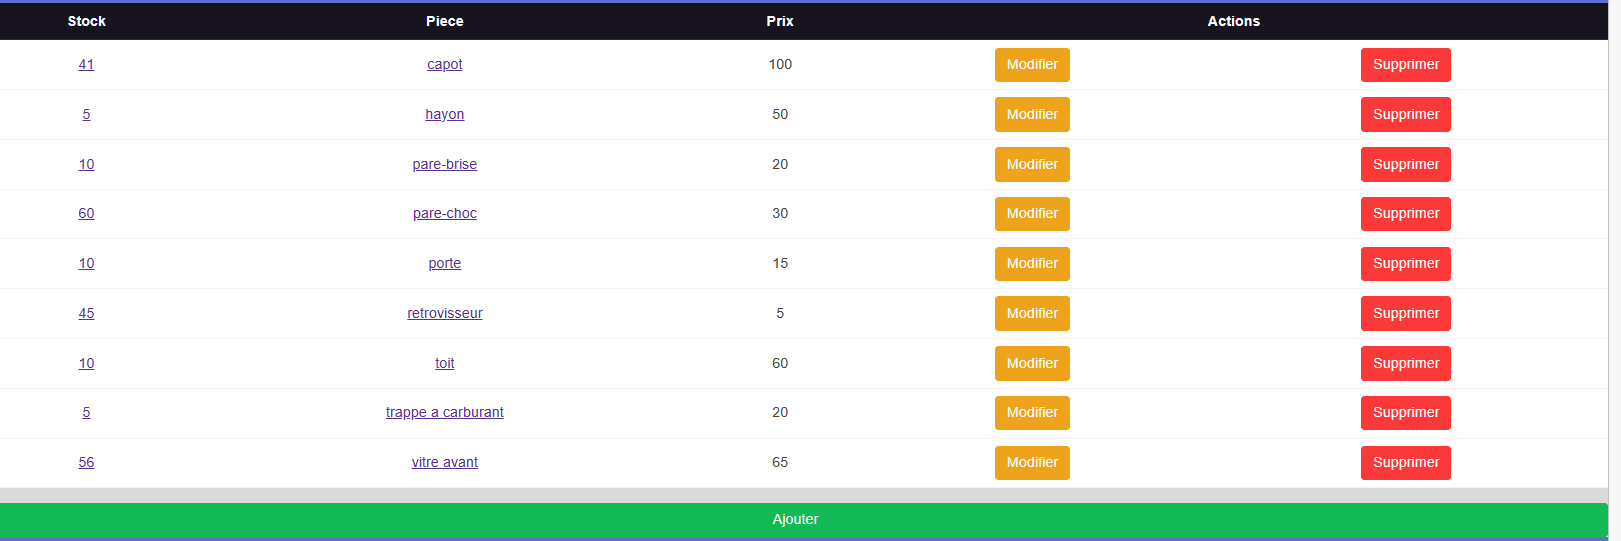 Stock Piece Prix Actions
41 capot 100 Modifier Supprimer
5 hayon 50 Modifier Supprimer
10 pare-brise 20 Modifier Supprimer
60 pare-choc 30 Modifier Supprimer
10 porte 15 Modifier Supprimer
45 retrovisseur 5 Modifier Supprimer
10 toit 60 Modifier Supprimer
5 trappe a carburant 20 Modifier Supprimer
56 vitre avant 65 Modifier Supprimer
Ajouter